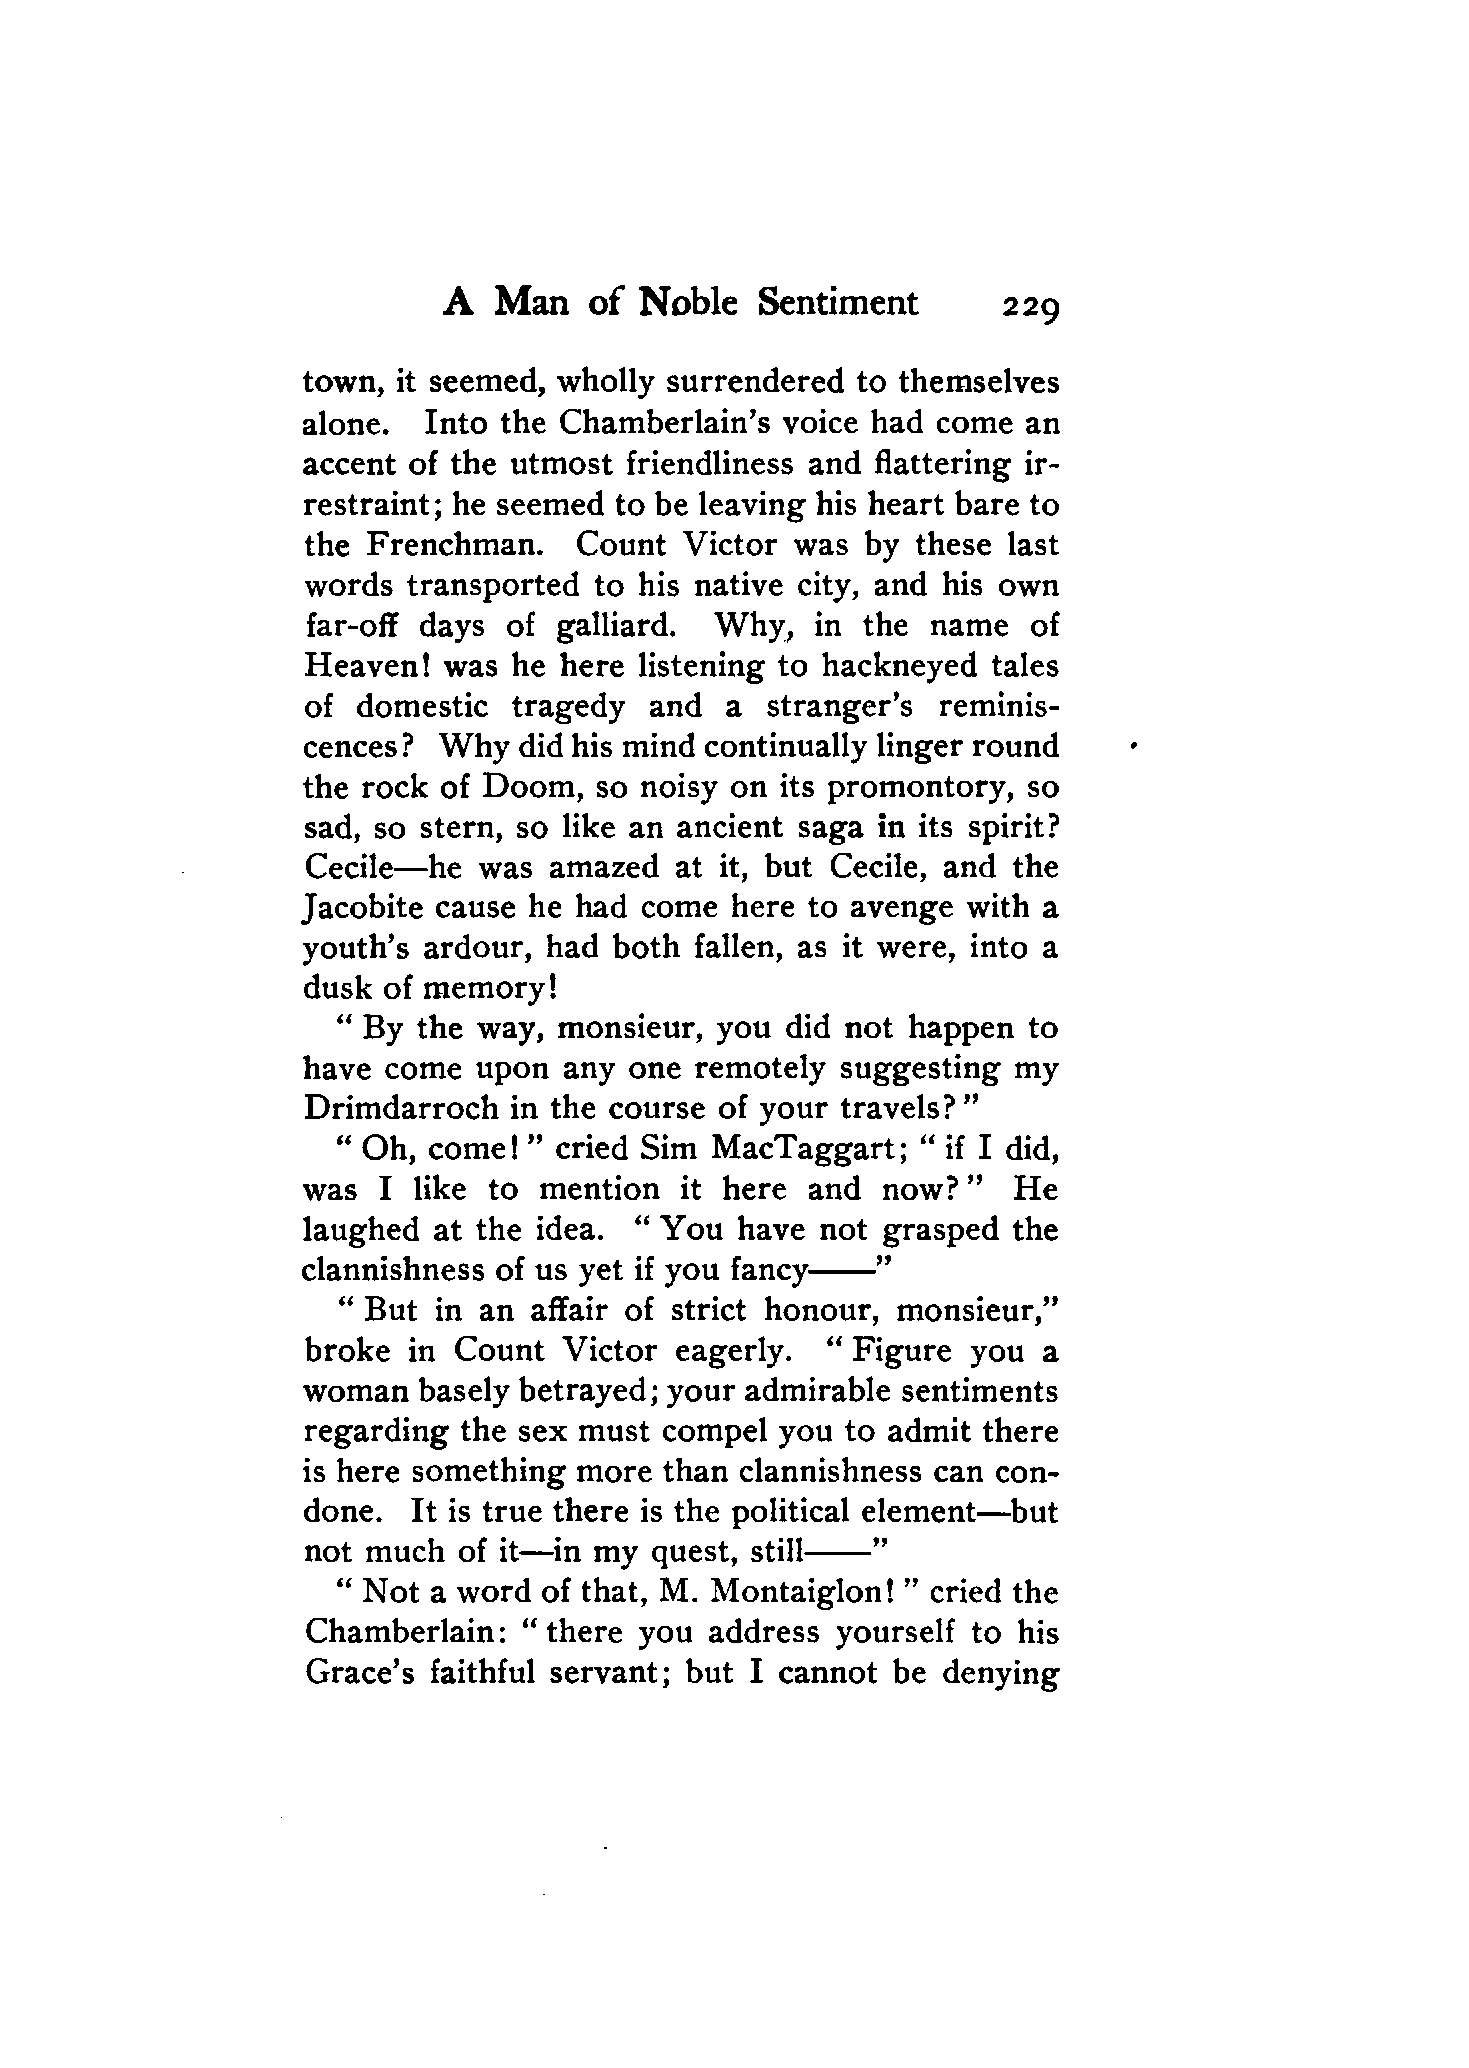 A Man of Noble Sentiment 229
town, it seemed, wholly surrendered to themselves
alone. Into the Chamberlain's voice had come an
accent of the utmost friendliness and flattering ir-
restraint; he seemed to be leaving his heart bare to
the Frenchman. Count Victor was by these last
words transported to his native city, and his own
far-off days of galliard. Why, in the name of
Heaven! was he here listening to hackneyed tales
of domestic tragedy and a stranger's reminis-
cences? Why did his mind continually linger round
the rock of Doom, so noisy on its promontory, so
sad, so stern, so like an ancient saga in its spirit?
Cecile—he was amazed at it, but Cecile, and the
Jacobite cause he had come here to avenge with a
youth's ardour, had both fallen, as it were, into a
dusk of memory!
" By the way, monsieur, you did not happen to
have come upon any one remotely suggesting my
Drimdarroch in the course of your travels? "
" Oh, come! " cried Sim MacTaggart; " if I did,
was I like to mention it here and now? " He
laughed at the idea. " You have not grasped the
clannishness of us yet if you fancy——"
" But in an affair of strict honour, monsieur,"
broke in Count Victor eagerly. " Figure you a
woman basely betrayed; your admirable sentiments
regarding the sex must compel you to admit there
is here something more than clannishness can con-
done. It is true there is the political element—but
not much of it—in my quest, still——"
" Not a word of that, M. Montaiglon! " cried the
Chamberlain: " there you address yourself to his
Grace's faithful servant; but I cannot be denying